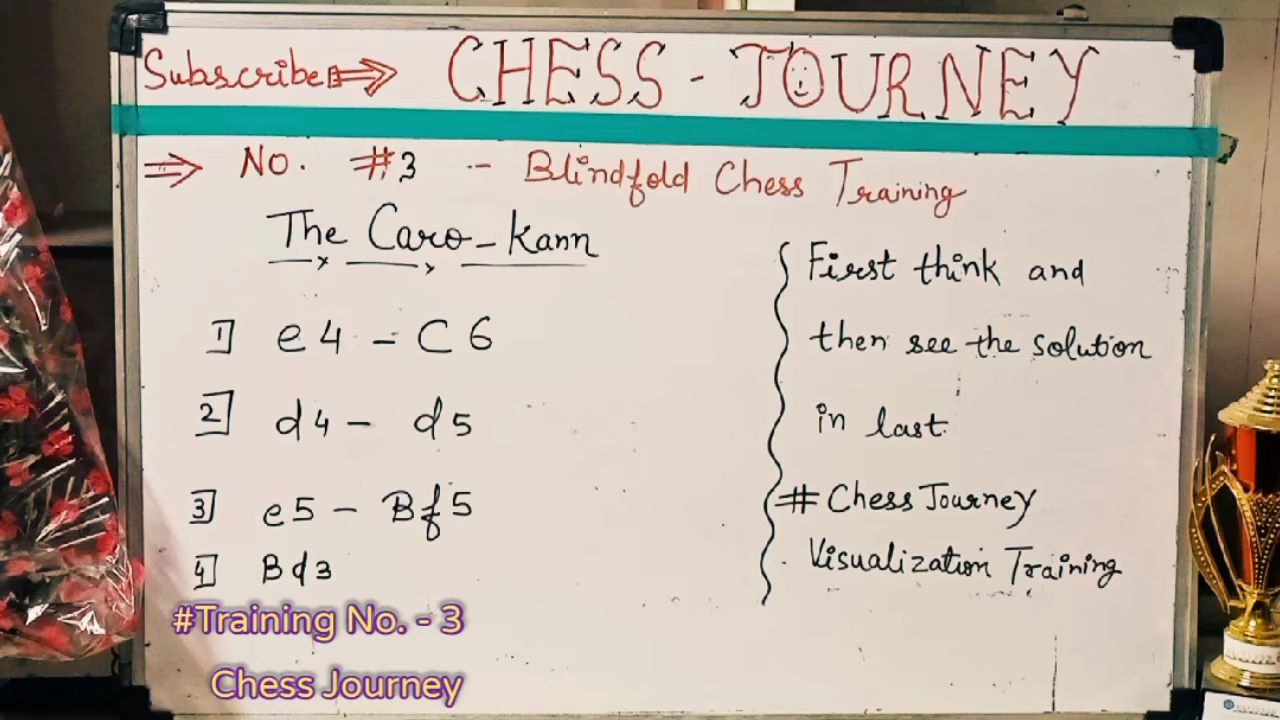 Subscribe ⇒ CHESS - JOURNEY
⇒ No. #3 - Blindfold Chess Training
The Caro-Kann
1] e4 - C6
2] d4 - d5
3] e5 - Bf5
4] Bd3
First think and
then see the solution
in last
# Chess Journey
Visualization Training
#Training No. - 3
Chess Journey